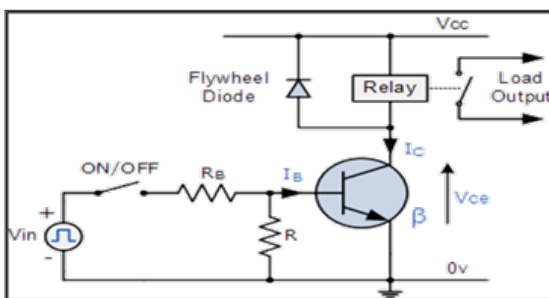 Vcc
Flywheel
Diode
Relay
Load
Output
ON/OFF
RB
IB
IC
Vce
β
Vin
+
-
R
0v